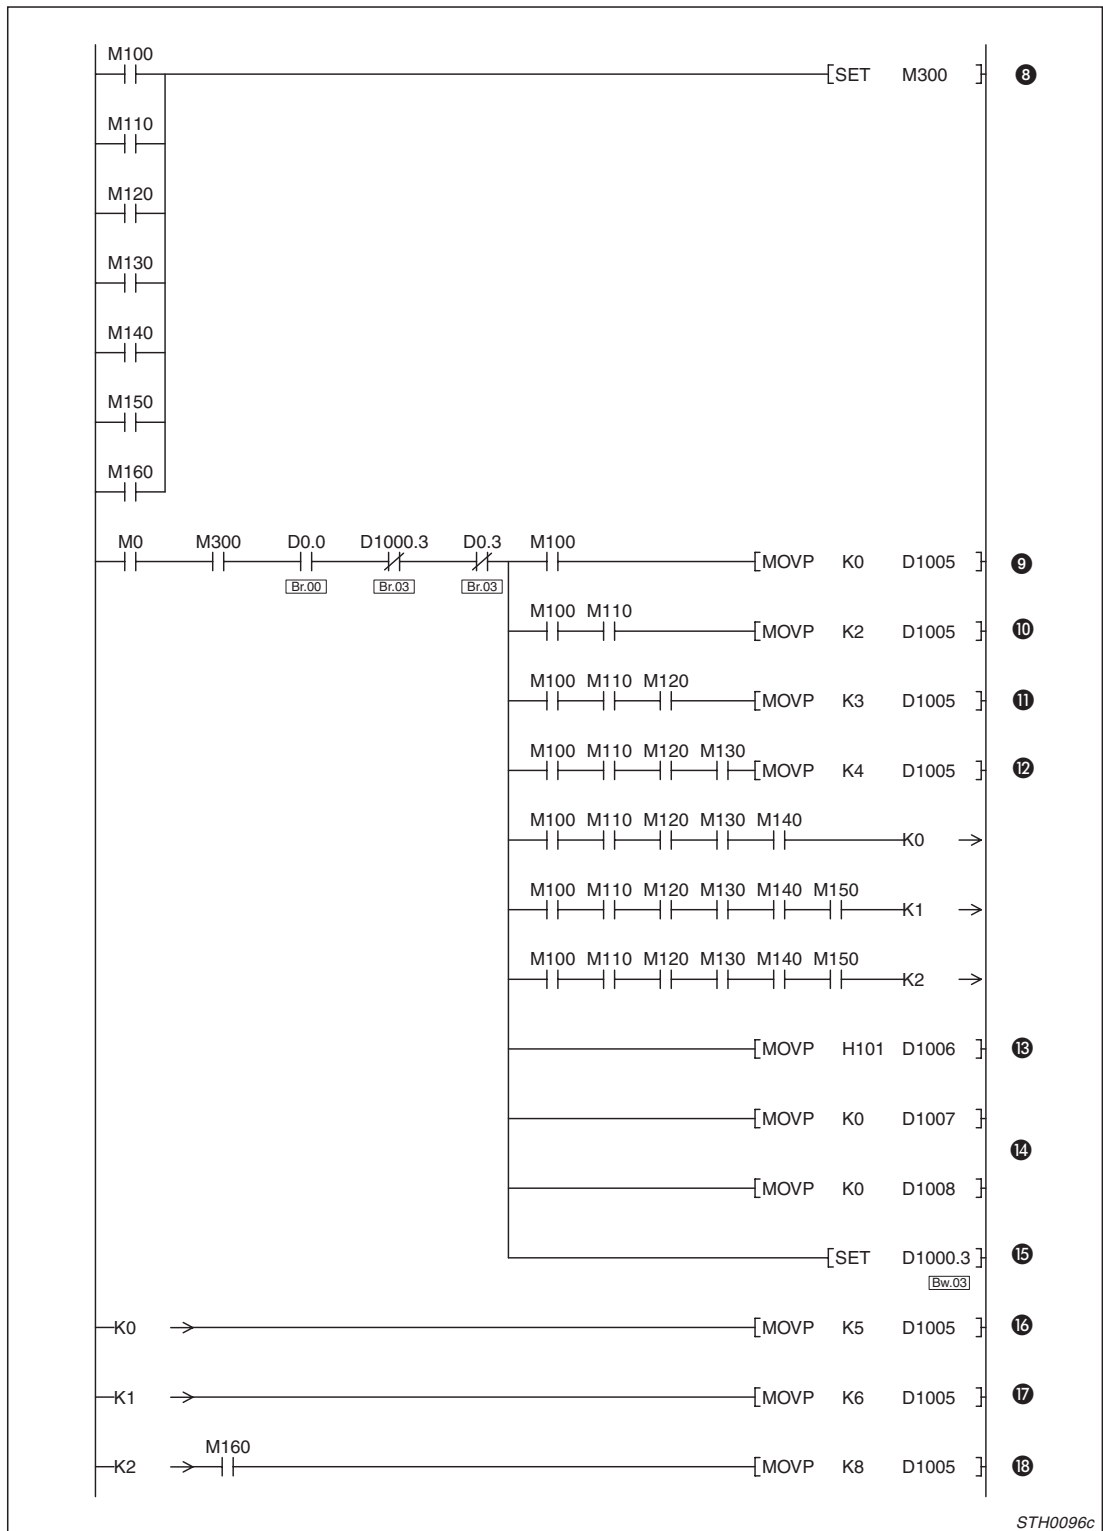 M100
[SET M300 ] 8
M110
M120
M130
M140
M150
M160
M0 M300 D0.0 D1000.3 D0.3 M100
[MOVP K0 D1005 ] 9
Br.00 Br.03 Br.03
M100 M110
[MOVP K2 D1005 ] 10
M100 M110 M120
[MOVP K3 D1005 ] 11
M100 M110 M120 M130
[MOVP K4 D1005 ] 12
M100 M110 M120 M130 M140
K0
M100 M110 M120 M130 M140 M150
K1
M100 M110 M120 M130 M140 M150
K2
[MOVP H101 D1006 ] 13
[MOVP K0 D1007 ]
14
[MOVP K0 D1008 ]
[SET D1000.3 ] 15
Bw.03
K0 [MOVP K5 D1005 ] 16
K1 [MOVP K6 D1005 ] 17
M160
K2 [MOVP K8 D1005 ] 18
STH0096c